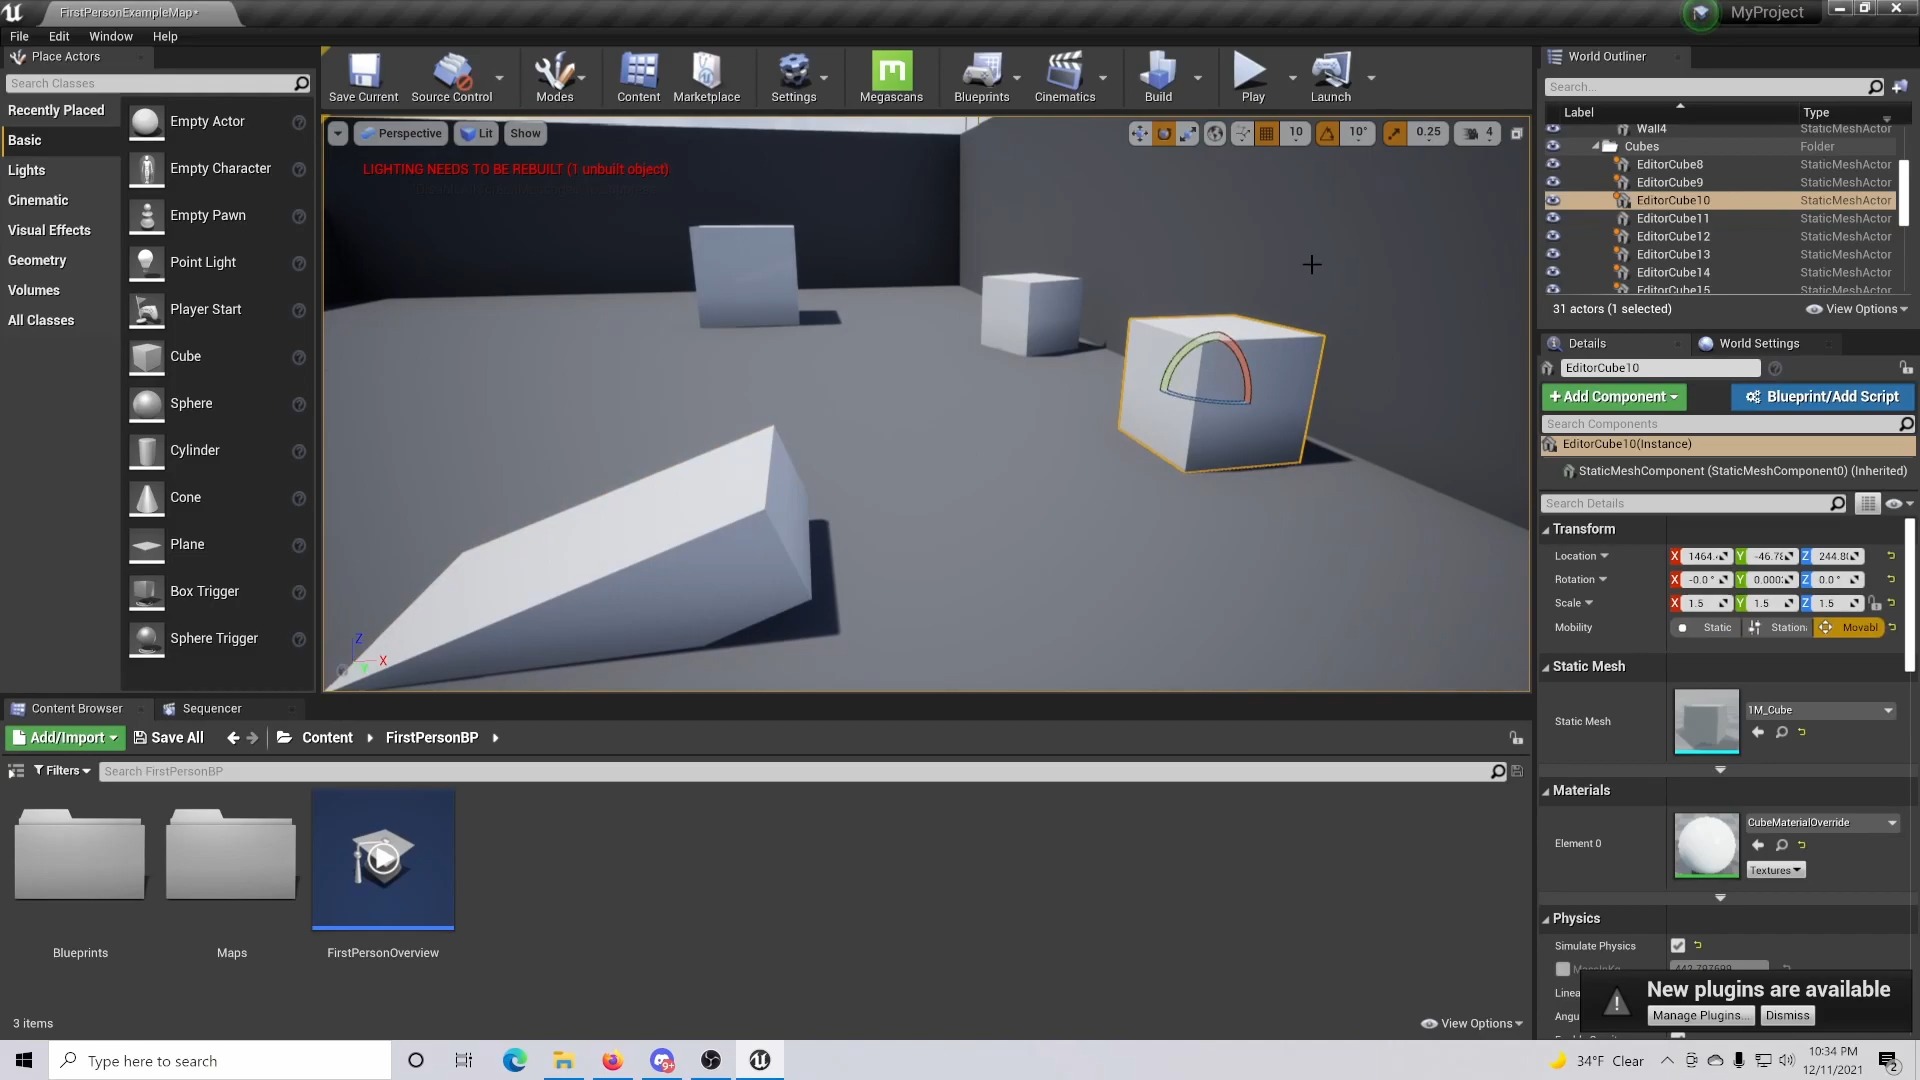 FirstPersonExampleMap*
MyProject
File Edit Window Help
Place Actors
Search Classes
Recently Placed
Basic
Lights
Cinematic
Visual Effects
Geometry
Volumes
All Classes
Empty Actor
Empty Character
Empty Pawn
Point Light
Player Start
Cube
Sphere
Cylinder
Cone
Plane
Box Trigger
Sphere Trigger
Save Current
Source Control
Modes
Content
Marketplace
Settings
Megascans
Blueprints
Cinematics
Build
Play
Launch
Perspective
Lit
Show
10
10°
0.25
4
LIGHTING NEEDS TO BE REBUILT (1 unbuilt object)
Z
X
World Outliner
Search...
Label Type
Wall4 StaticMeshActor
Cubes Folder
EditorCube8 StaticMeshActor
EditorCube9 StaticMeshActor
EditorCube10 StaticMeshActor
EditorCube11 StaticMeshActor
EditorCube12 StaticMeshActor
EditorCube13 StaticMeshActor
EditorCube14 StaticMeshActor
EditorCube15 StaticMeshActor
31 actors (1 selected)
View Options
Details
World Settings
EditorCube10
+Add Component
Blueprint/Add Script
Search Components
EditorCube10(Instance)
StaticMeshComponent (StaticMeshComponent0) (Inherited)
Search Details
Transform
Location X 1464. Y -46.78 Z 244.8
Rotation X -0.0 ° Y 0.000 Z 0.0 °
Scale X 1.5 Y 1.5 Z 1.5
Mobility Static Station Movabl
Static Mesh
Static Mesh
1M_Cube
Materials
Element 0
CubeMaterialOverride
Textures
Physics
Simulate Physics
Linea
Angu
New plugins are available
Manage Plugins...
Dismiss
Content Browser
Sequencer
Add/Import
Save All
Content
FirstPersonBP
Filters
Search FirstPersonBP
Blueprints
Maps
FirstPersonOverview
3 items
View Options
Type here to search
9+
34°F Clear
10:34 PM
12/11/2021
2